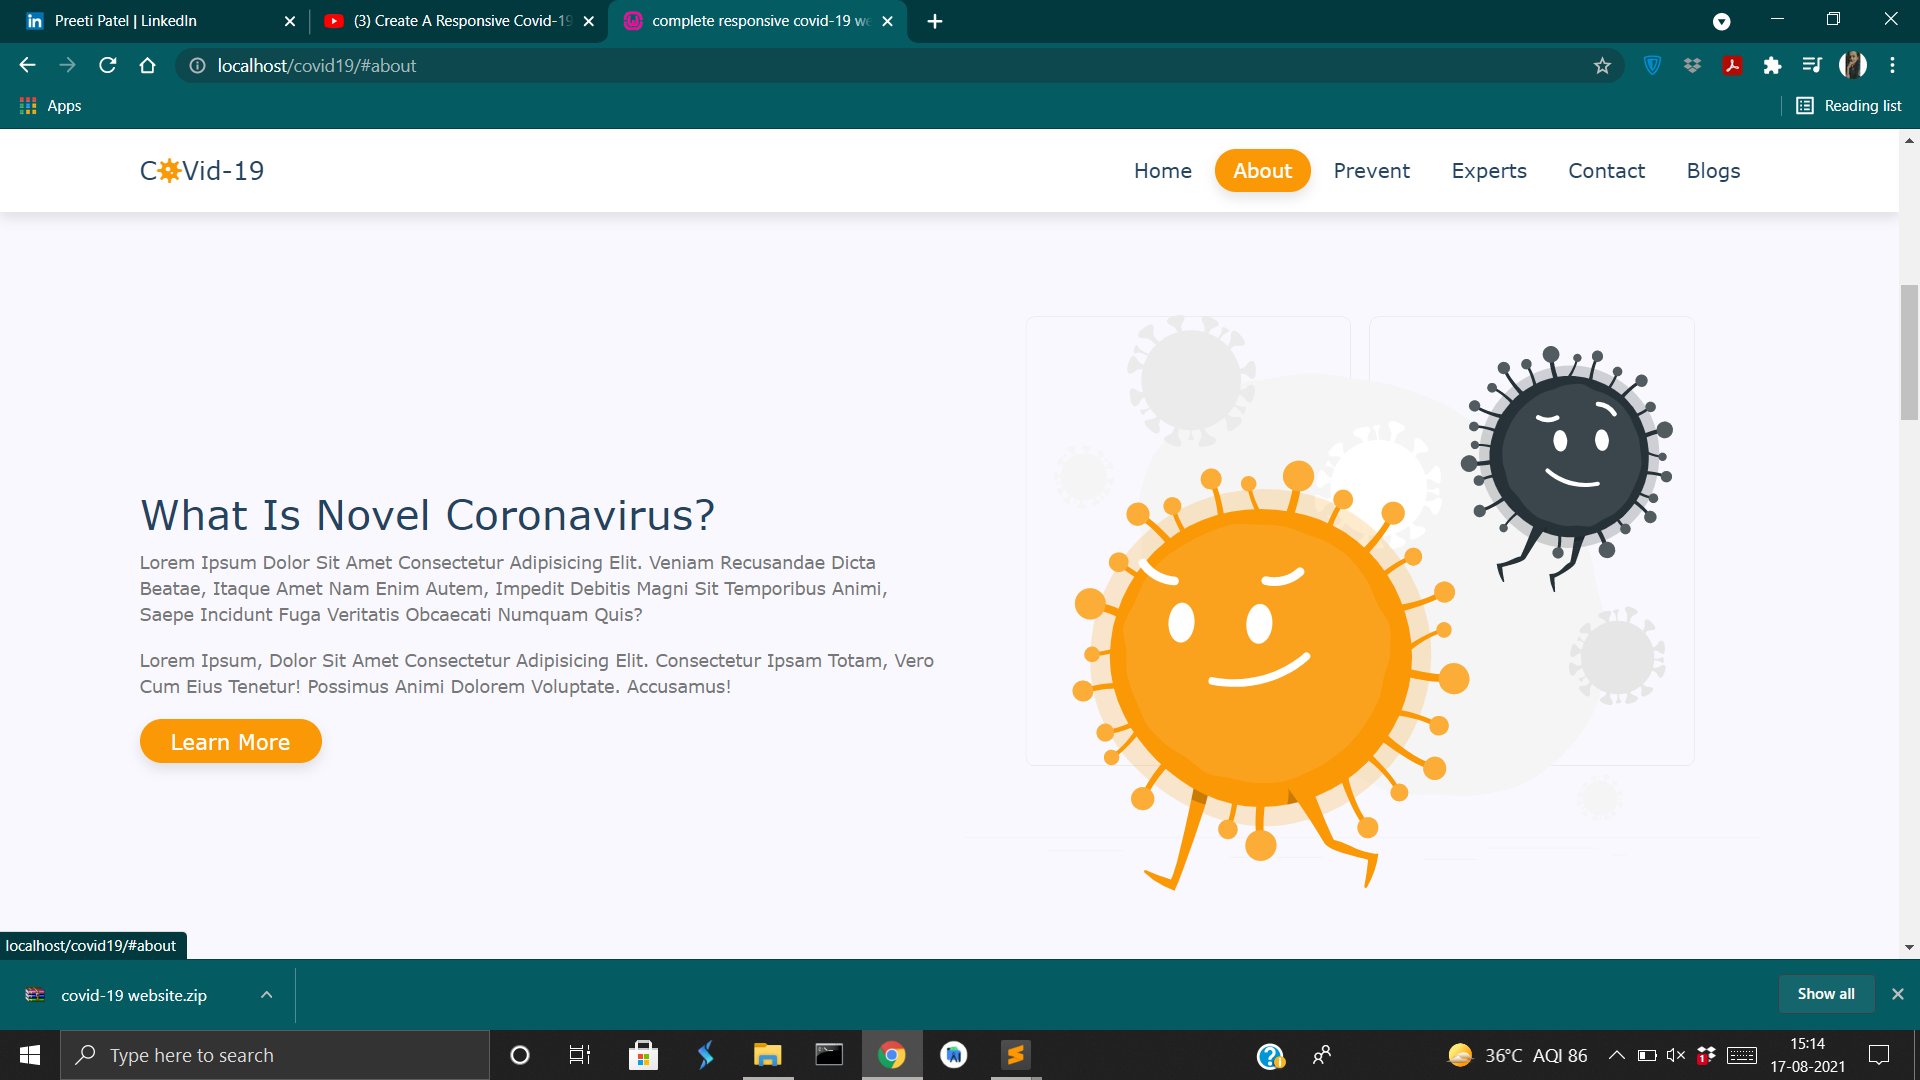 Preeti Patel | LinkedIn
(3) Create A Responsive Covid-19
complete responsive covid-19 we
localhost/covid19/#about
Apps
Reading list
C Vid-19
Home
About
Prevent
Experts
Contact
Blogs
What Is Novel Coronavirus?
Lorem Ipsum Dolor Sit Amet Consectetur Adipisicing Elit. Veniam Recusandae Dicta
Beatae, Itaque Amet Nam Enim Autem, Impedit Debitis Magni Sit Temporibus Animi,
Saepe Incidunt Fuga Veritatis Obcaecati Numquam Quis?
Lorem Ipsum, Dolor Sit Amet Consectetur Adipisicing Elit. Consectetur Ipsam Totam, Vero
Cum Eius Tenetur! Possimus Animi Dolorem Voluptate. Accusamus!
Learn More
localhost/covid19/#about
covid-19 website.zip
Show all
Type here to search
36°C AQI 86
15:14
17-08-2021